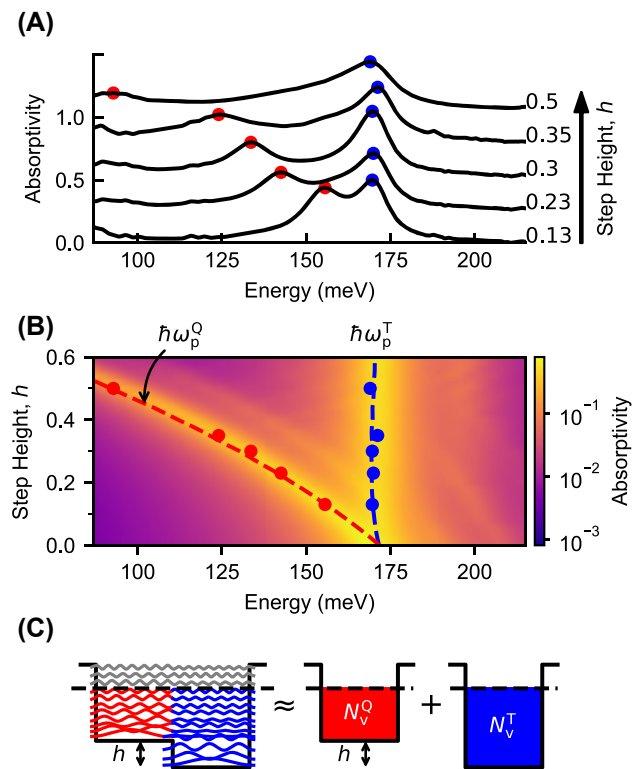 (A)
Absorptivity
1.0
0.5
0.0
0.5
0.35
0.3
0.23
0.13
Step Height, h
100 125 150 175 200
Energy (meV)
(B)
ℏω_p^Q
ℏω_p^T
Step Height, h
0.6
0.4
0.2
0.0
100 125 150 175 200
Energy (meV)
10^-1
10^-2
10^-3
Absorptivity
(C)
h
≈
N_v^Q
h
+
N_v^T